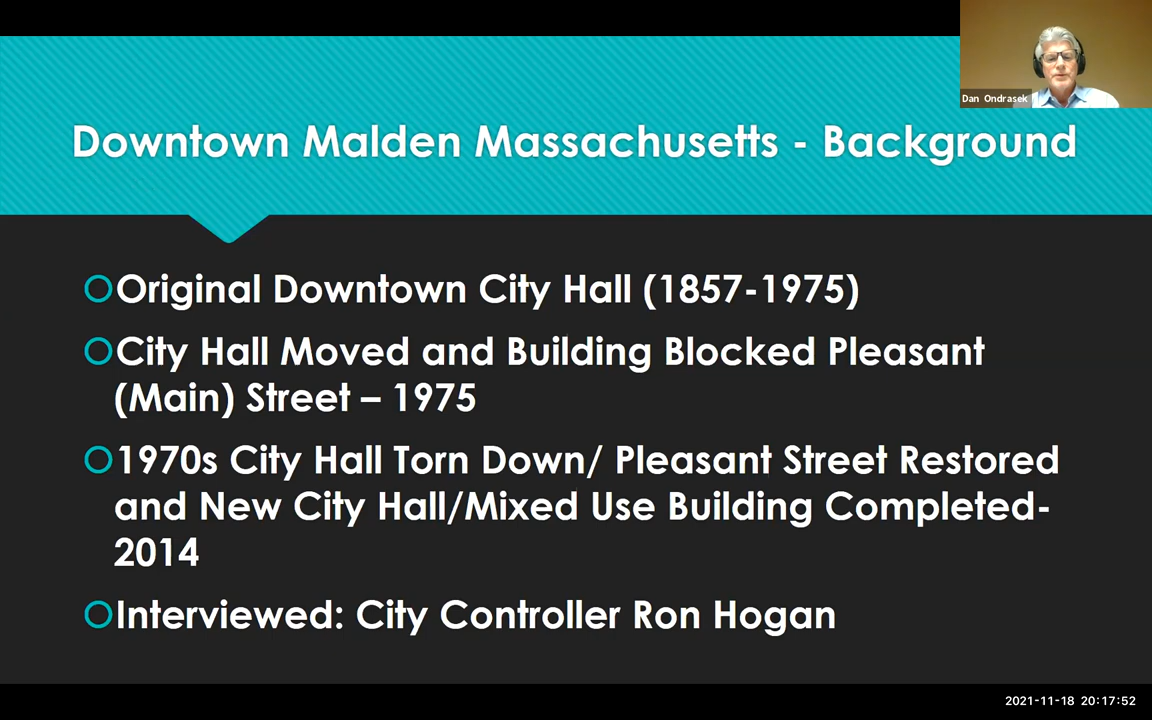 Dan Ondrasek
Downtown Malden Massachusetts - Background
Original Downtown City Hall (1857-1975)
City Hall Moved and Building Blocked Pleasant
(Main) Street – 1975
1970s City Hall Torn Down/ Pleasant Street Restored
and New City Hall/Mixed Use Building Completed-
2014
Interviewed: City Controller Ron Hogan
2021-11-18 20:17:52